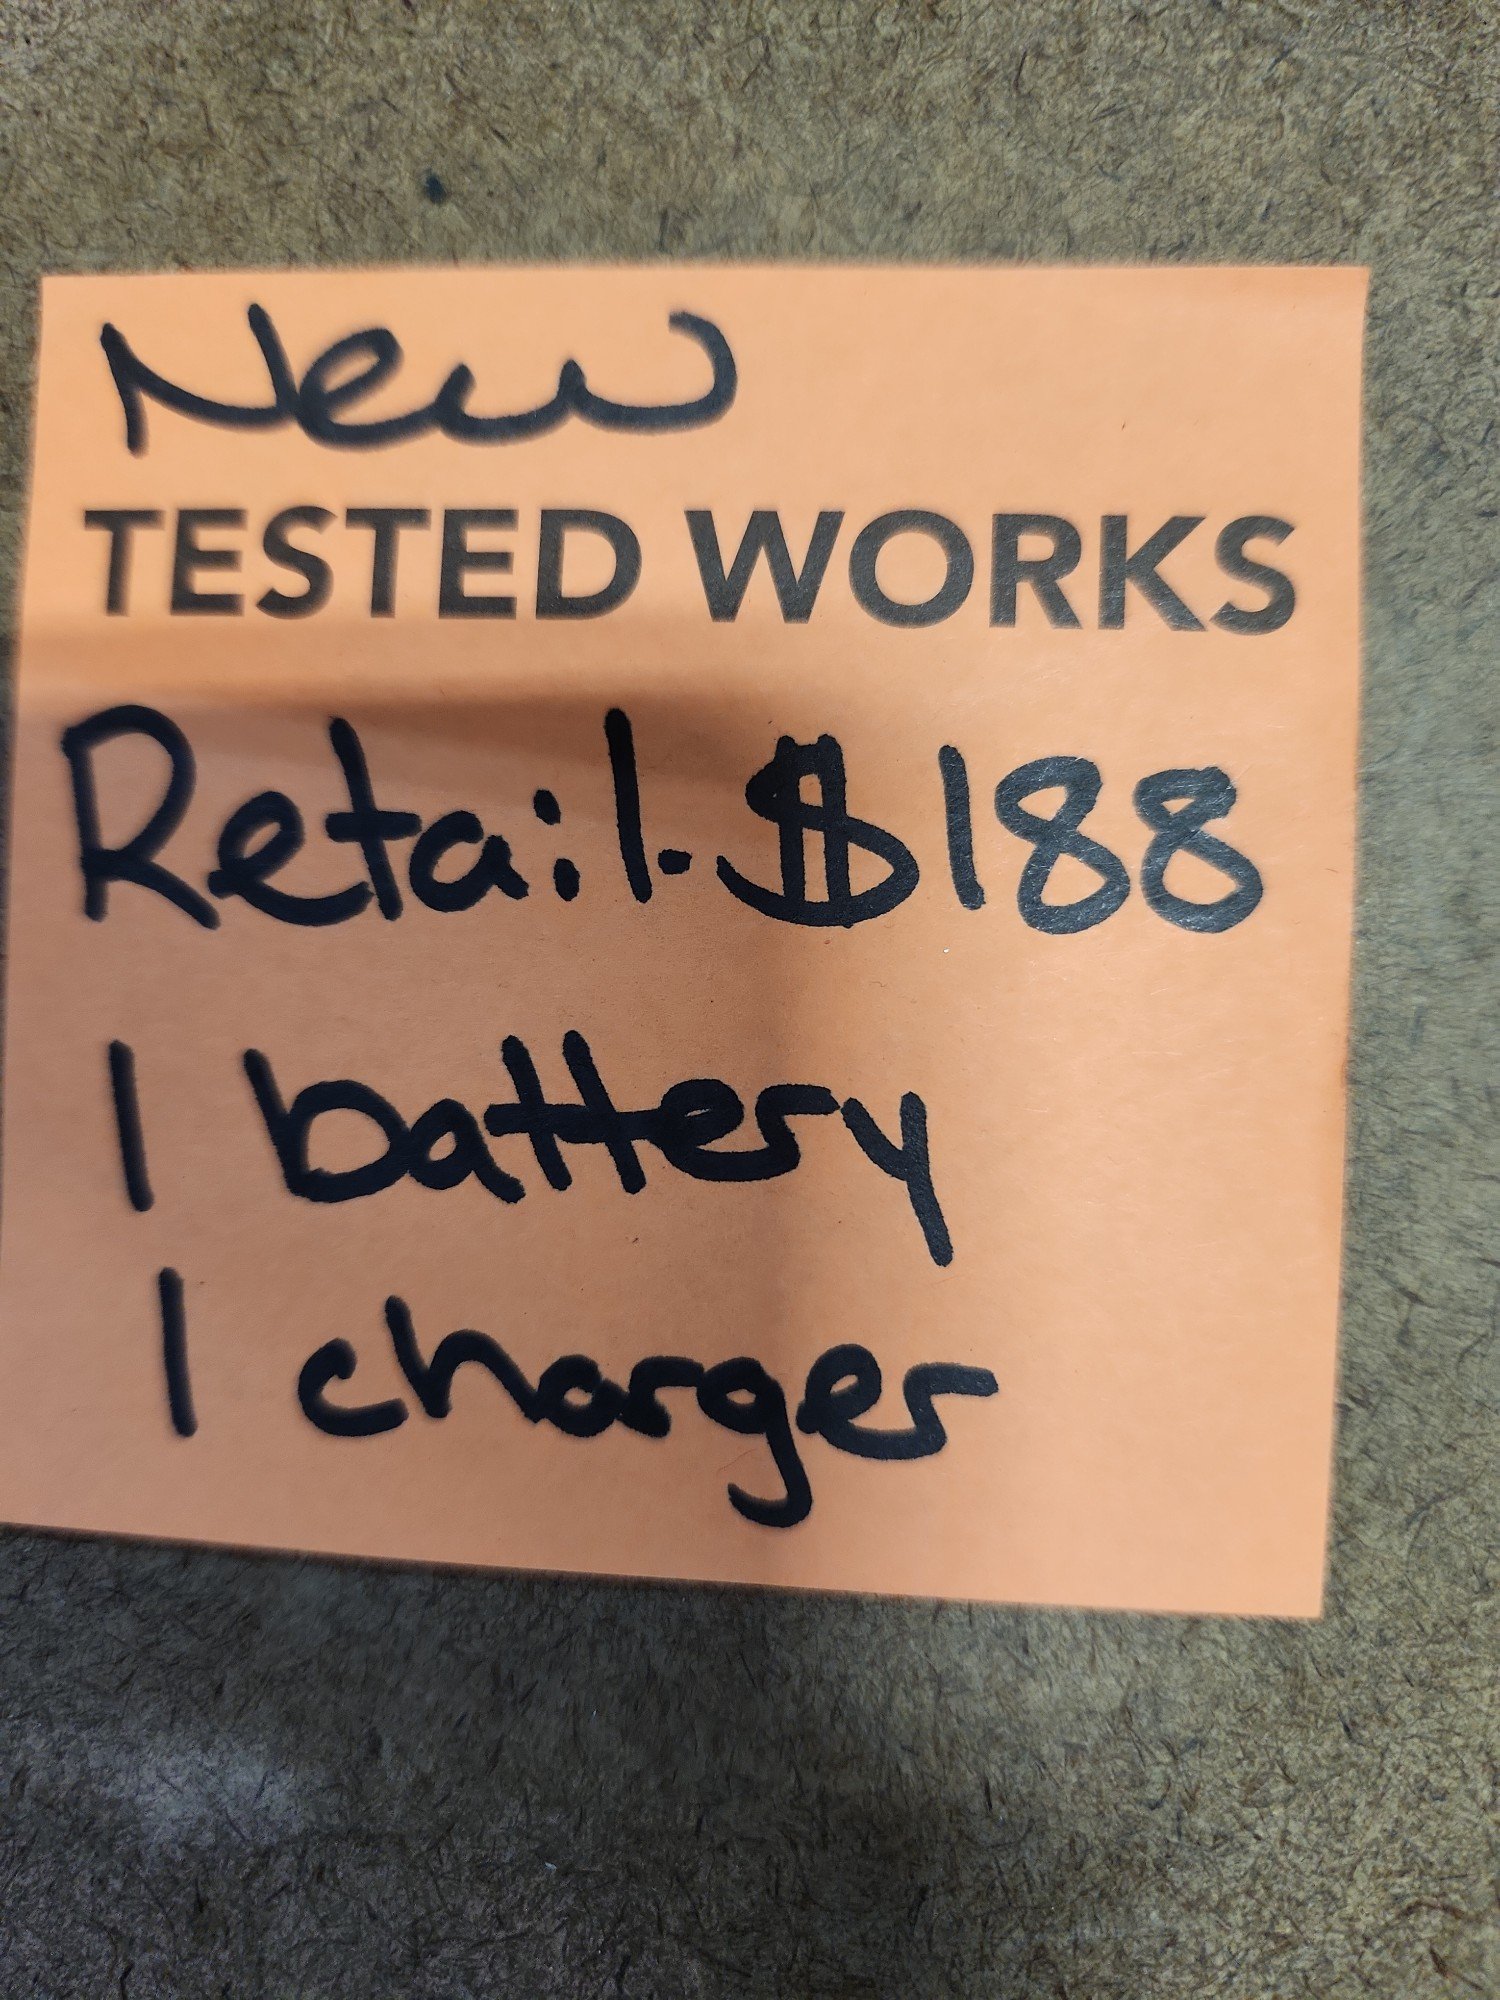 New
TESTED WORKS
Retail. $188
1 battery
1 charger